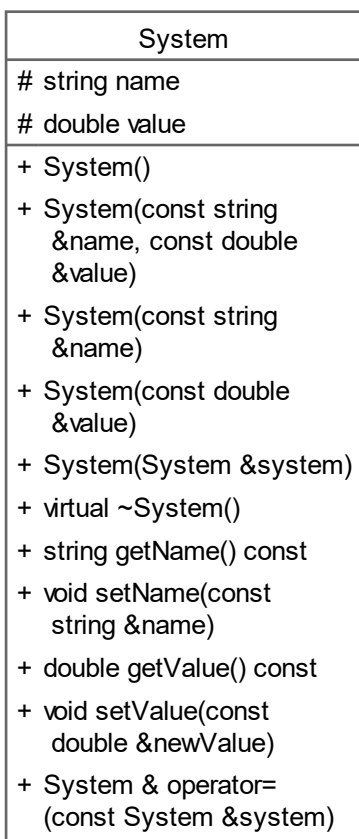 System
# string name
# double value
+ System()
+ System(const string
&name, const double
&value)
+ System(const string
&name)
+ System(const double
&value)
+ System(System &system)
+ virtual ~System()
+ string getName() const
+ void setName(const
string &name)
+ double getValue() const
+ void setValue(const
double &newValue)
+ System & operator=
(const System &system)